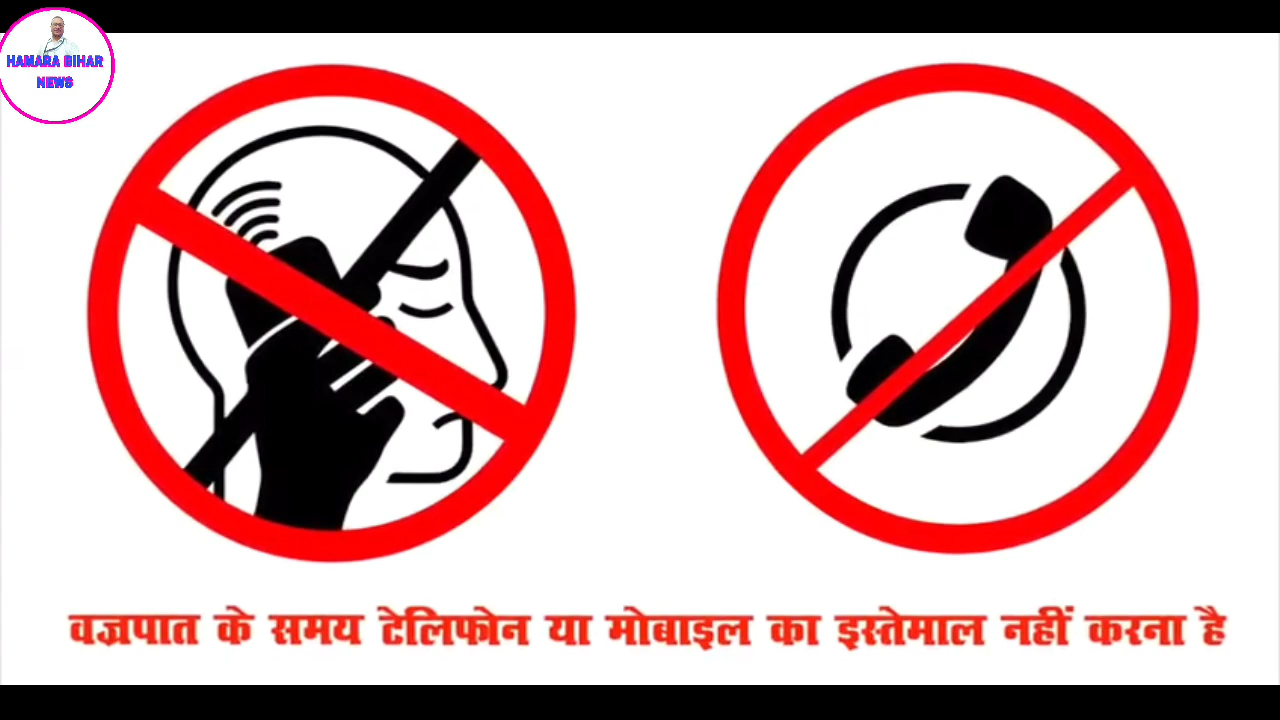 HAMARA BIHAR
NEWS
वज्रपात के समय टेलिफोन या मोबाइल का इस्तेमाल नहीं करना है